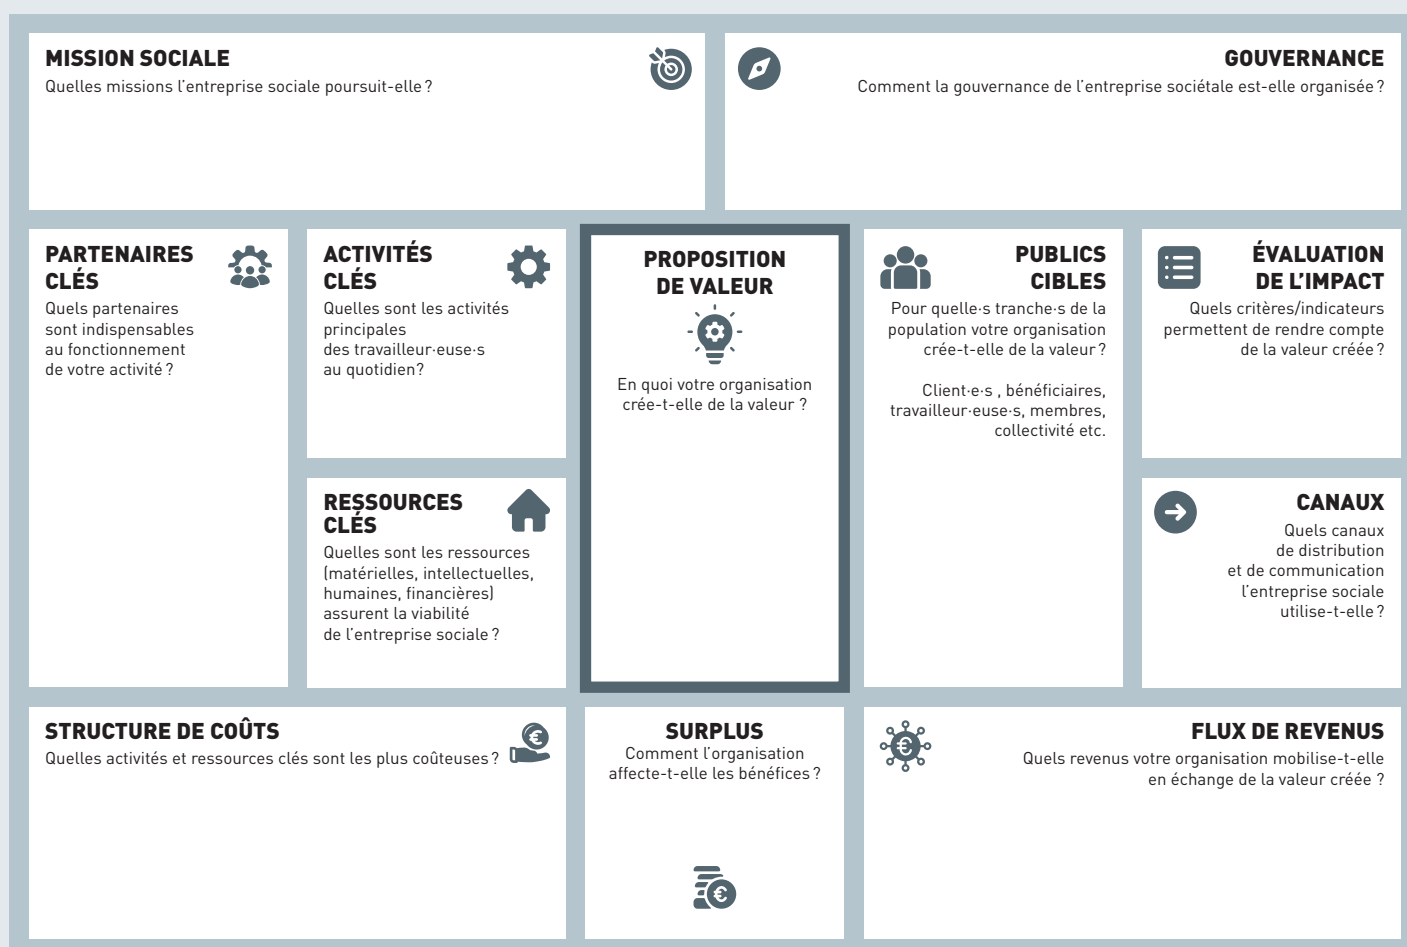 MISSION SOCIALE
Quelles missions l’entreprise sociale poursuit-elle ?
GOUVERNANCE
Comment la gouvernance de l’entreprise sociétale est-elle organisée ?
PARTENAIRES
CLÉS
Quels partenaires
sont indispensables
au fonctionnement
de votre activité ?
ACTIVITÉS
CLÉS
Quelles sont les activités
principales
des travailleur·euse·s
au quotidien?
RESSOURCES
CLÉS
Quelles sont les ressources
(matérielles, intellectuelles,
humaines, financières)
assurent la viabilité
de l’entreprise sociale ?
PROPOSITION
DE VALEUR
En quoi votre organisation
crée-t-elle de la valeur ?
PUBLICS
CIBLES
Pour quelle·s tranche·s de la
population votre organisation
crée-t-elle de la valeur ?
Client·e·s , bénéficiaires,
travailleur·euse·s, membres,
collectivité etc.
ÉVALUATION
DE L’IMPACT
Quels critères/indicateurs
permettent de rendre compte
de la valeur créée ?
CANAUX
Quels canaux
de distribution
et de communication
l’entreprise sociale
utilise-t-elle ?
STRUCTURE DE COÛTS
Quelles activités et ressources clés sont les plus coûteuses ?
€
SURPLUS
Comment l’organisation
affecte-t-elle les bénéfices ?
€
FLUX DE REVENUS
€
Quels revenus votre organisation mobilise-t-elle
en échange de la valeur créée ?